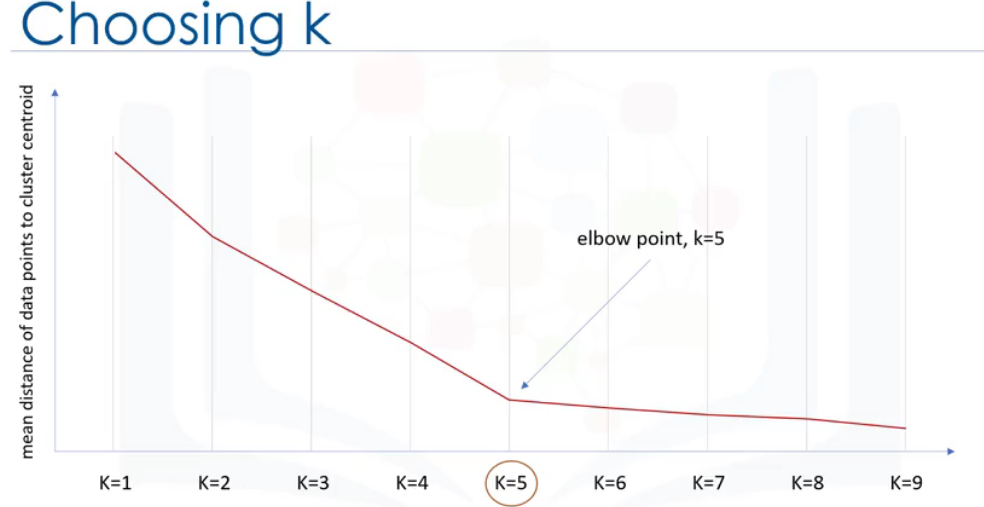 Choosing k
mean distance of data points to cluster centroid
elbow point, k=5
K=1 K=2 K=3 K=4 K=5 K=6 K=7 K=8 K=9